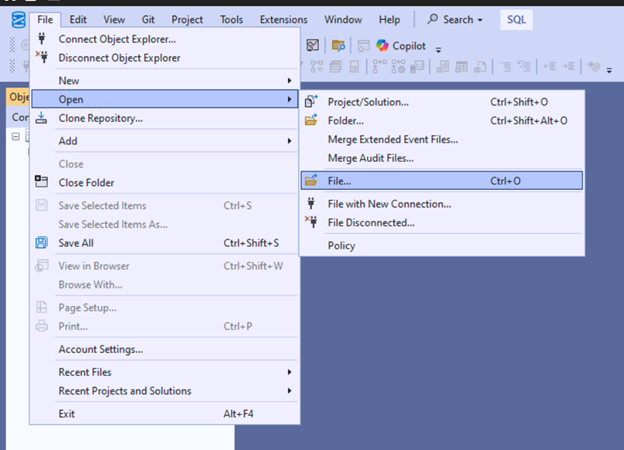 File Edit View Git Project Tools Extensions Window Help Search SQL
Copilot
Connect Object Explorer...
Disconnect Object Explorer
New
Open
Clone Repository...
Add
Close
Close Folder
Save Selected Items Ctrl+S
Save Selected Items As...
Save All Ctrl+Shift+S
View in Browser Ctrl+Shift+W
Browse With...
Page Setup...
Print... Ctrl+P
Account Settings...
Recent Files
Recent Projects and Solutions
Exit Alt+F4
Project/Solution... Ctrl+Shift+O
Folder... Ctrl+Shift+Alt+O
Merge Extended Event Files...
Merge Audit Files...
File... Ctrl+O
File with New Connection...
File Disconnected...
Policy